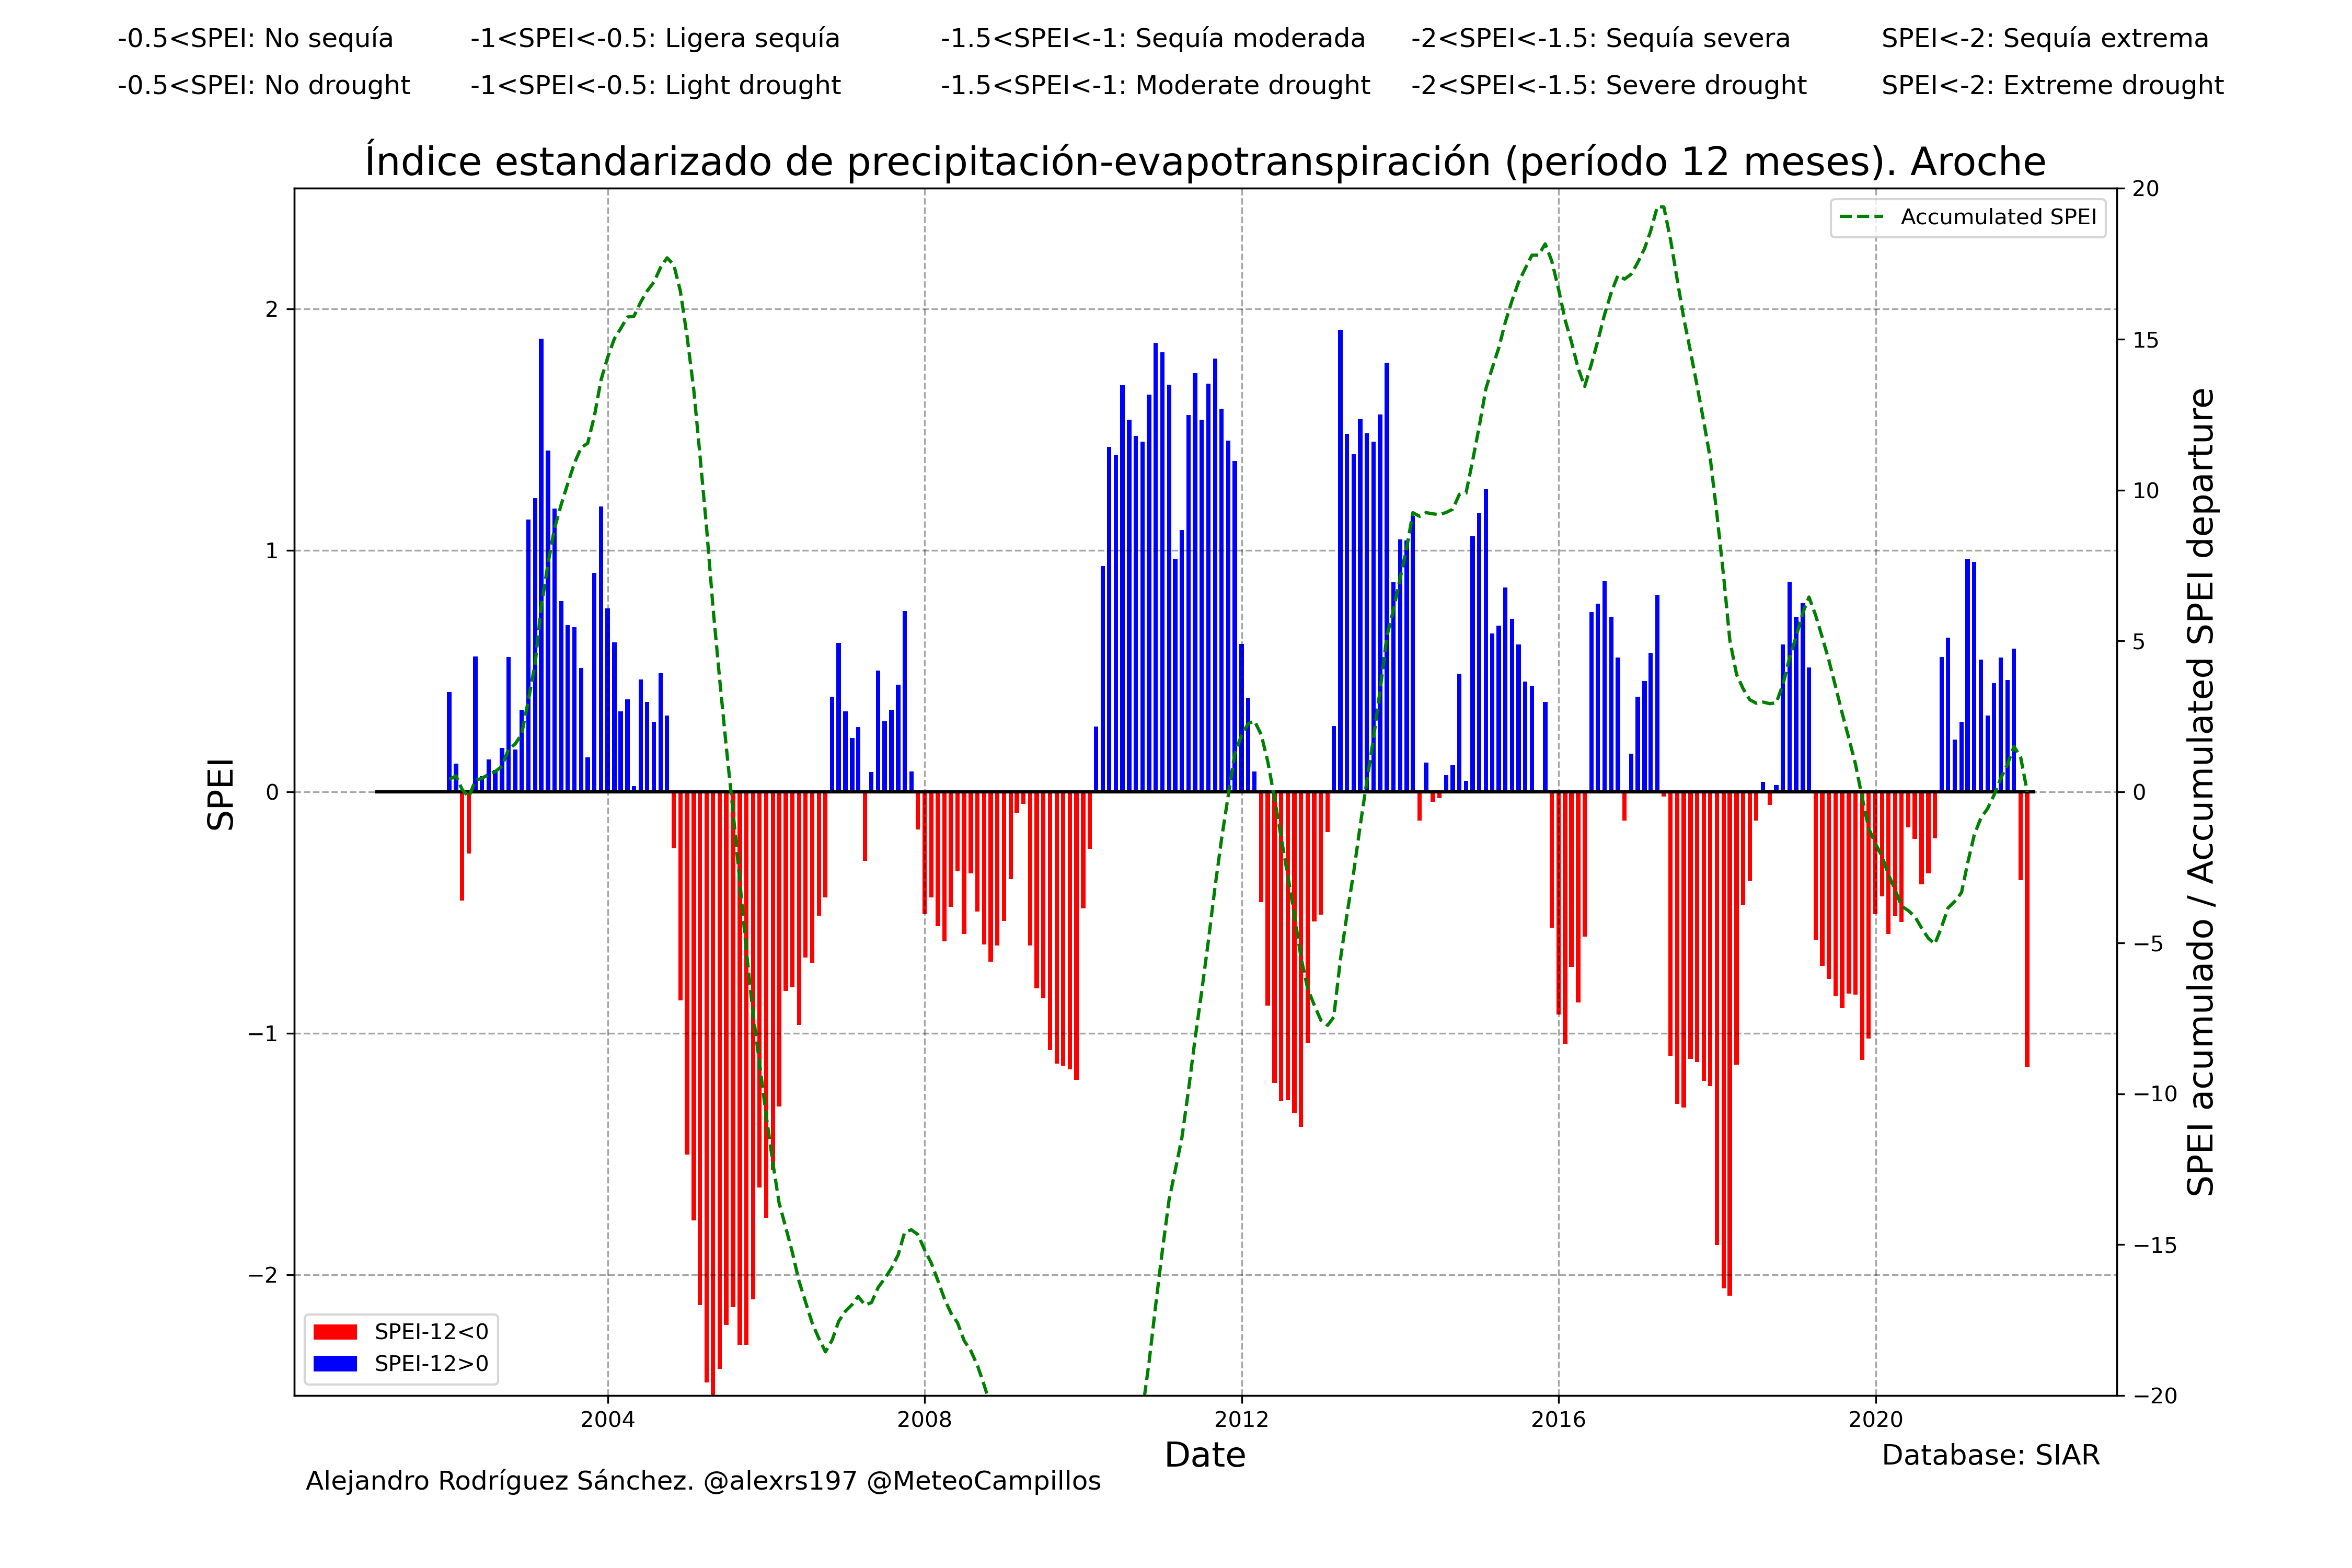 -0.5<SPEI: No sequía -1<SPEI<-0.5: Ligera sequía -1.5<SPEI<-1: Sequía moderada -2<SPEI<-1.5: Sequía severa SPEI<-2: Sequía extrema
-0.5<SPEI: No drought -1<SPEI<-0.5: Light drought -1.5<SPEI<-1: Moderate drought -2<SPEI<-1.5: Severe drought SPEI<-2: Extreme drought
Índice estandarizado de precipitación-evapotranspiración (período 12 meses). Aroche
SPEI
2
1
0
−1
−2
Accumulated SPEI
20
15
10
5
0
−5
−10
−15
−20
SPEI acumulado / Accumulated SPEI departure
SPEI-12<0
SPEI-12>0
2004 2008 2012 2016 2020
Date
Database: SIAR
Alejandro Rodríguez Sánchez. @alexrs197 @MeteoCampillos